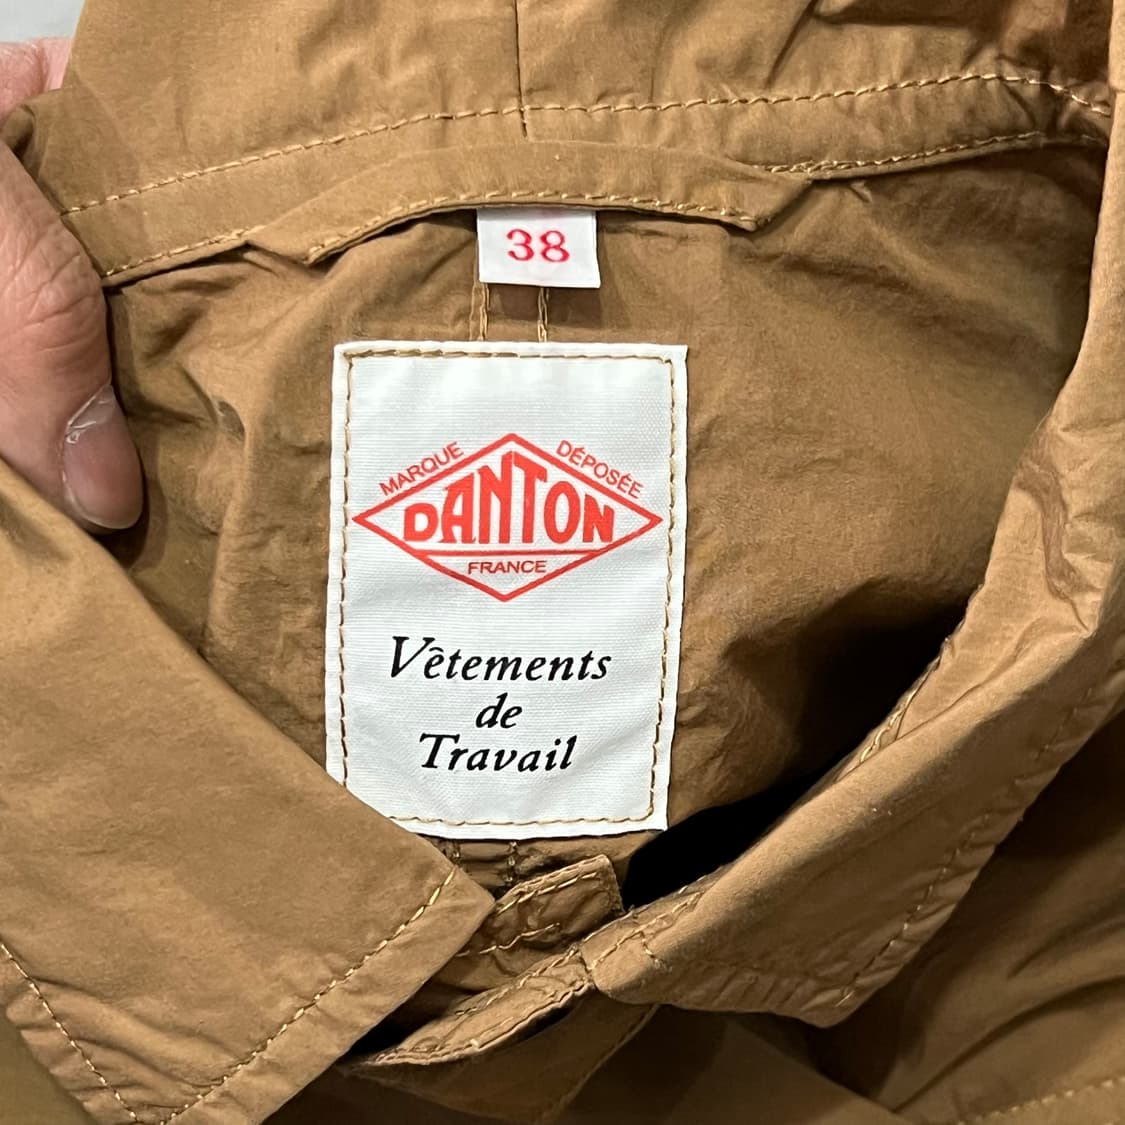 38
MARQUE DÉPOSÉE
DANTON
FRANCE
Vêtements
de
Travail